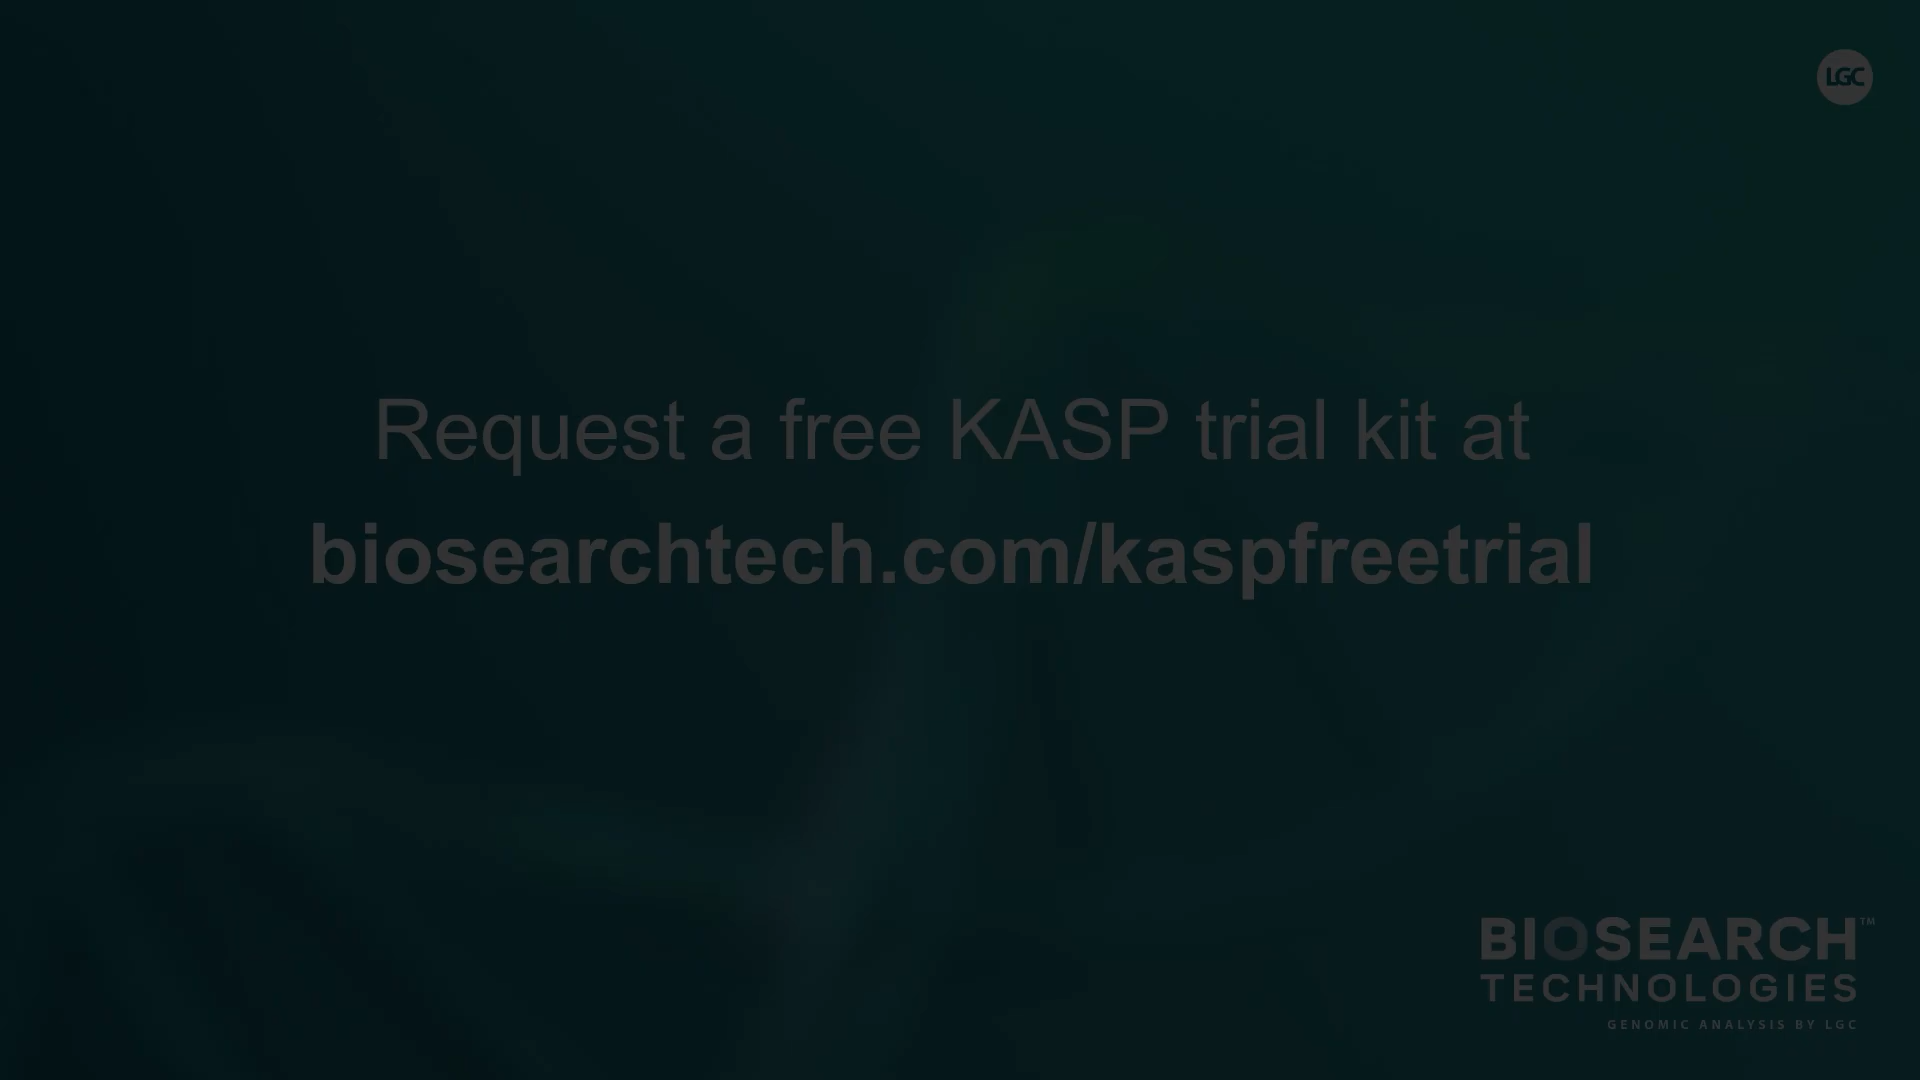 LGC
Request a free KASP trial kit at
biosearchtech.com/kaspfreetrial
BIOSEARCH™
TECHNOLOGIES
GENOMIC ANALYSIS BY LGC